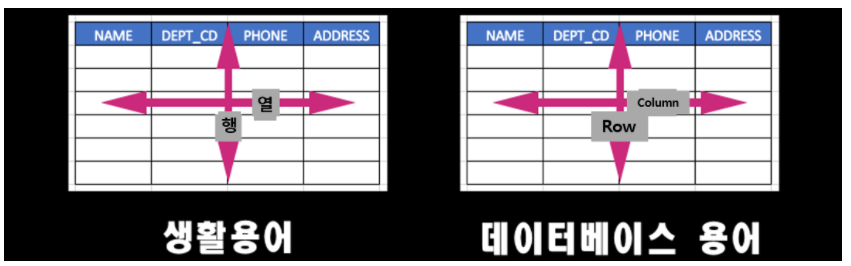 NAME DEPT_CD PHONE ADDRESS
열
행
생활용어
NAME DEPT_CD PHONE ADDRESS
Column
Row
데이터베이스 용어